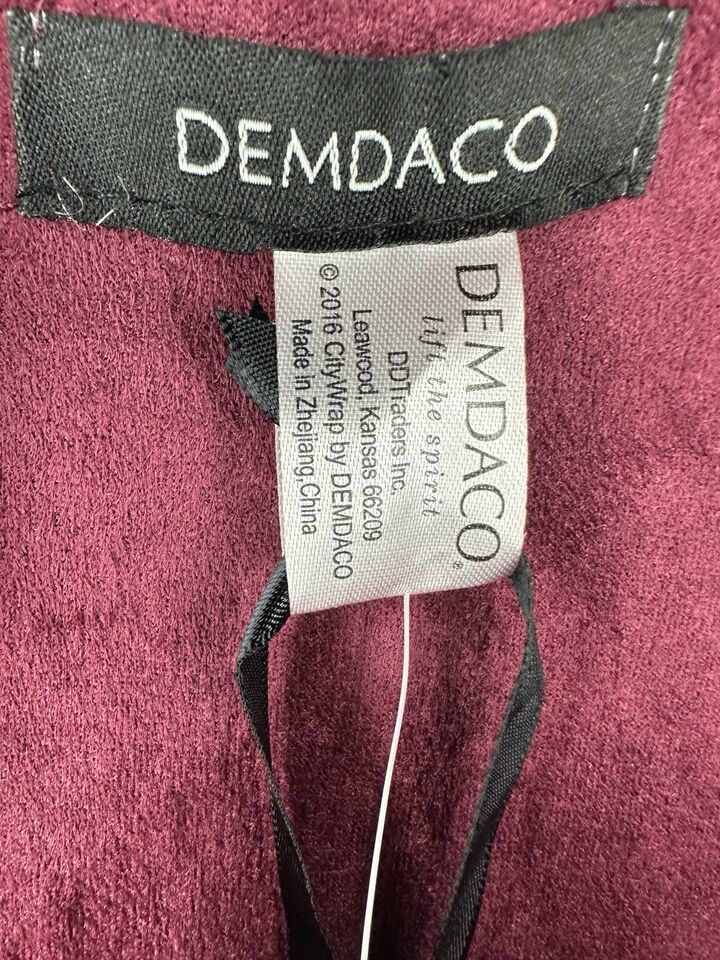 DEMDACO
DEMDACO®
lift the spirit
DDTraders Inc.
Leawood, Kansas 66209
© 2016 CityWrap by DEMDACO
Made in Zhejiang,China